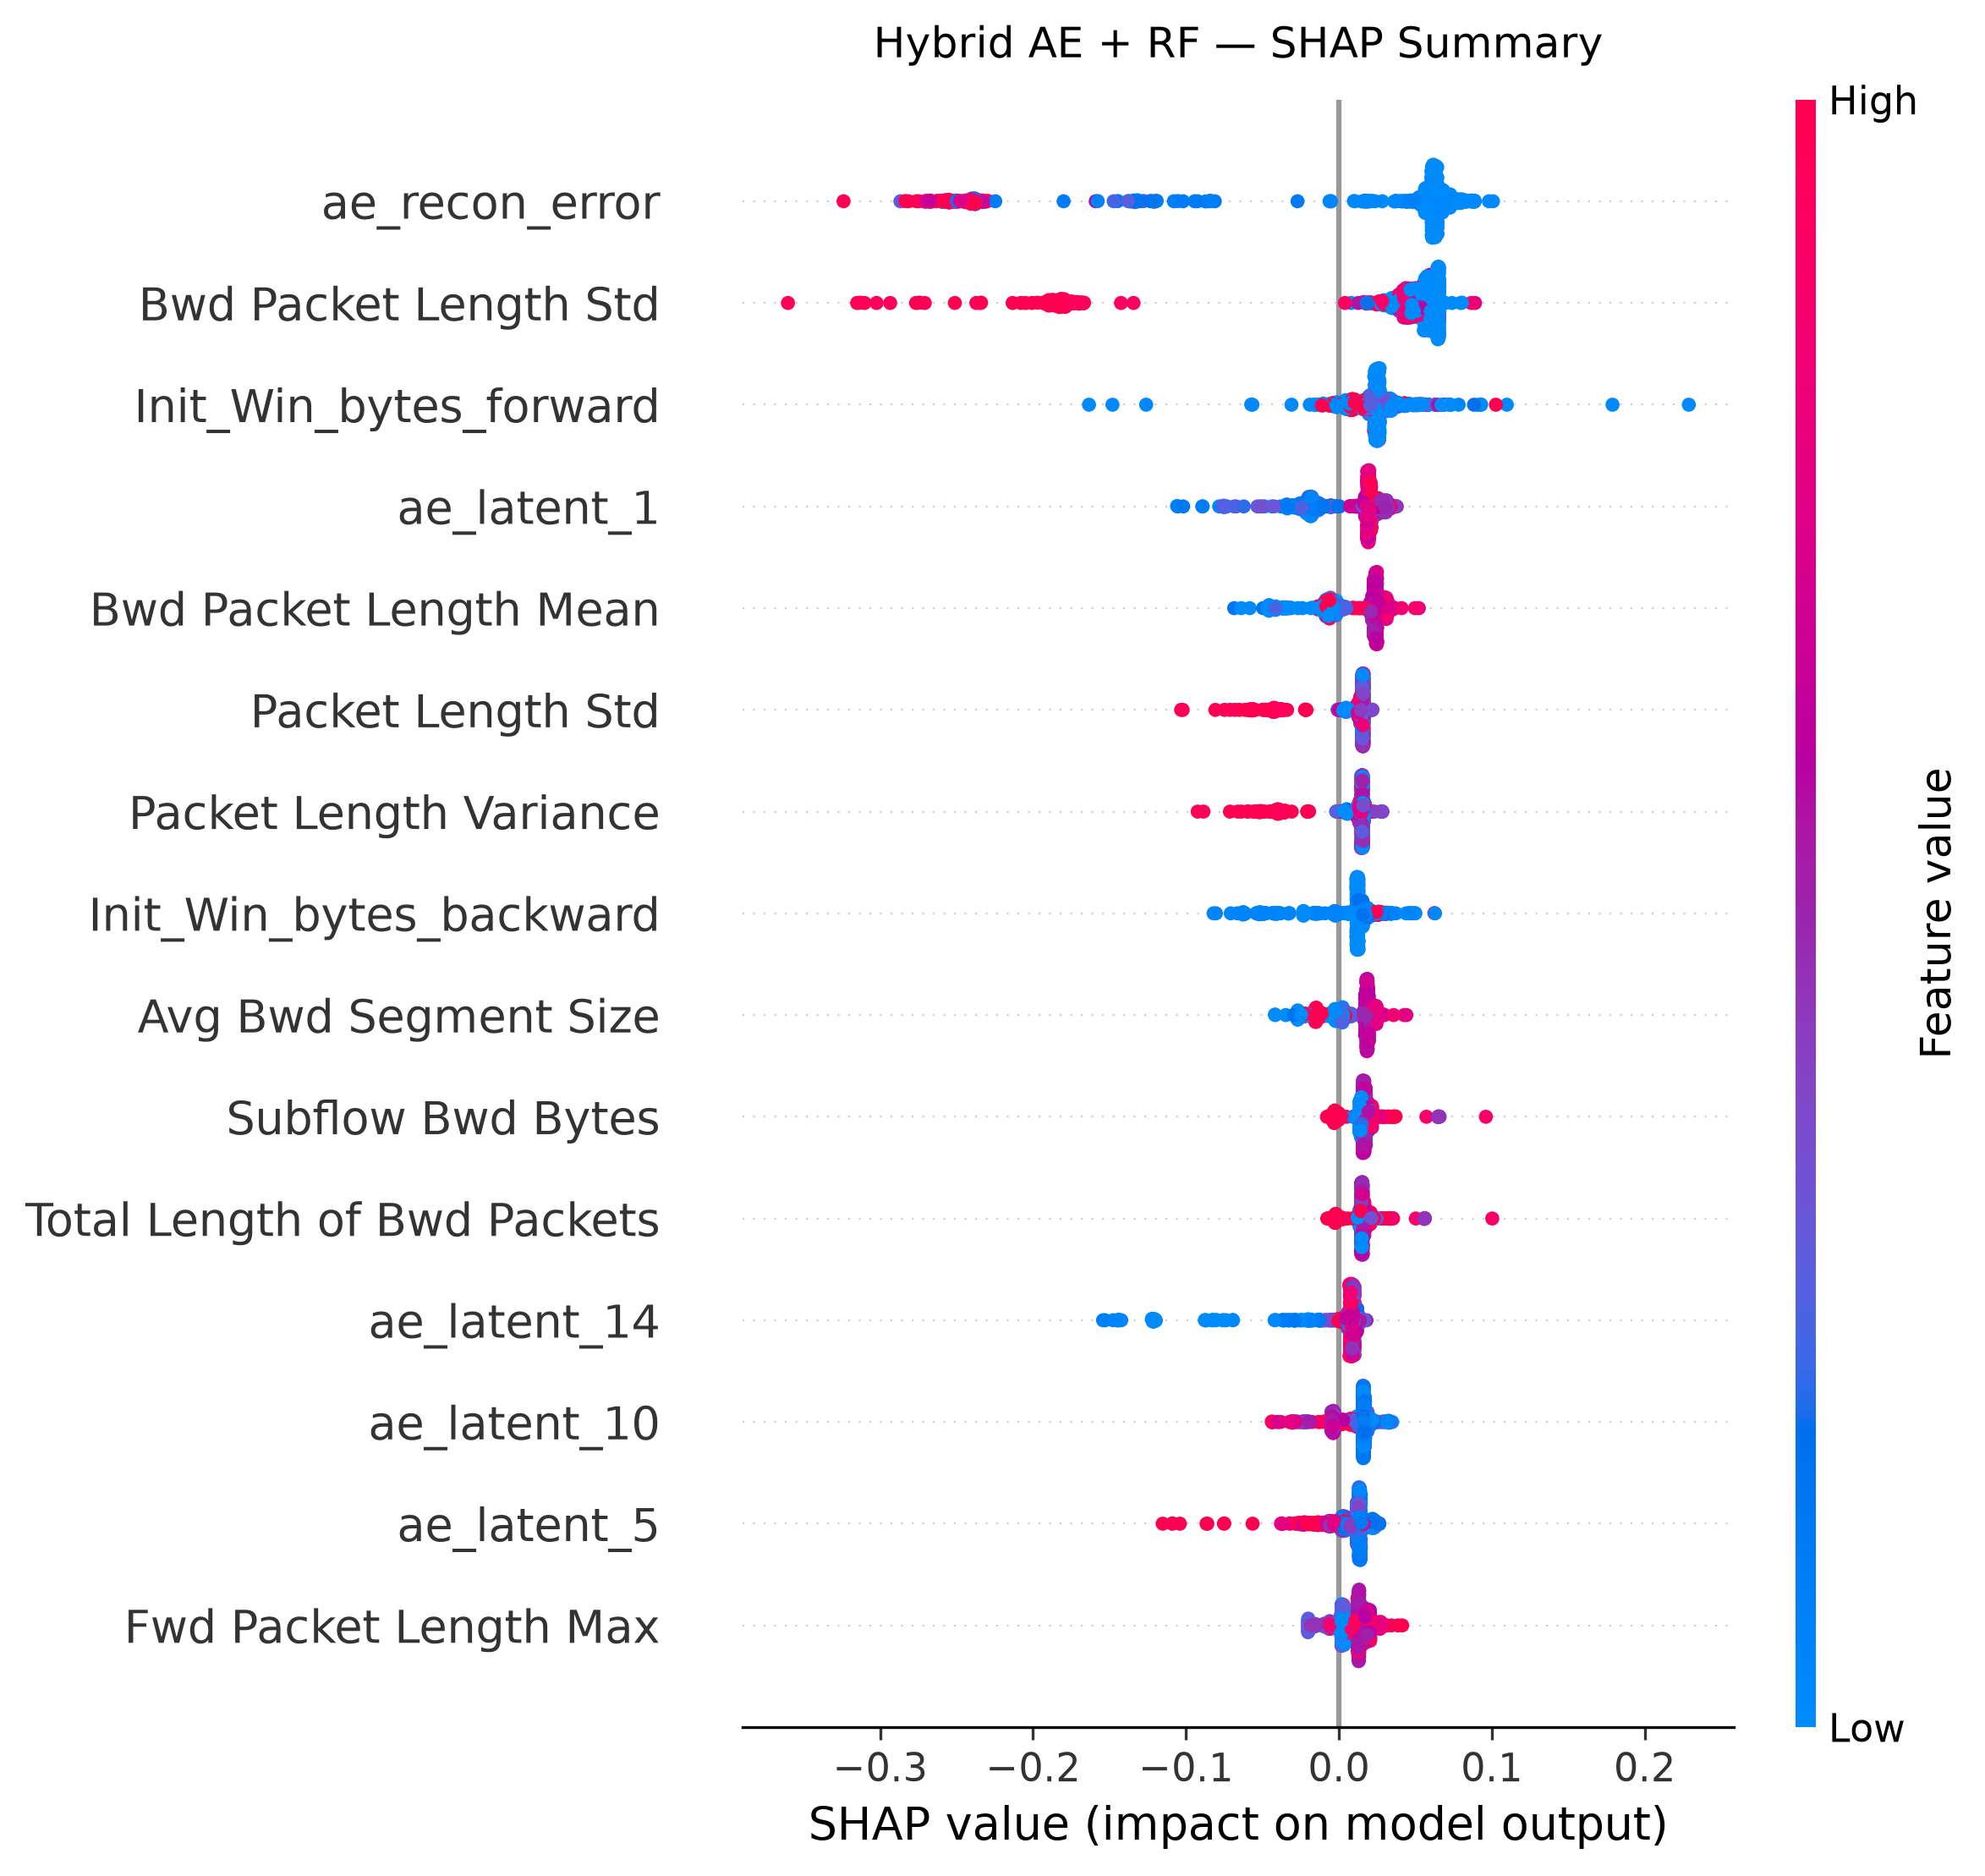 Hybrid AE + RF — SHAP Summary
High
ae_recon_error
Bwd Packet Length Std
Init_Win_bytes_forward
ae_latent_1
Bwd Packet Length Mean
Packet Length Std
Packet Length Variance
Init_Win_bytes_backward
Avg Bwd Segment Size
Subflow Bwd Bytes
Total Length of Bwd Packets
ae_latent_14
ae_latent_10
ae_latent_5
Fwd Packet Length Max
Feature value
Low
−0.3 −0.2 −0.1 0.0 0.1 0.2
SHAP value (impact on model output)